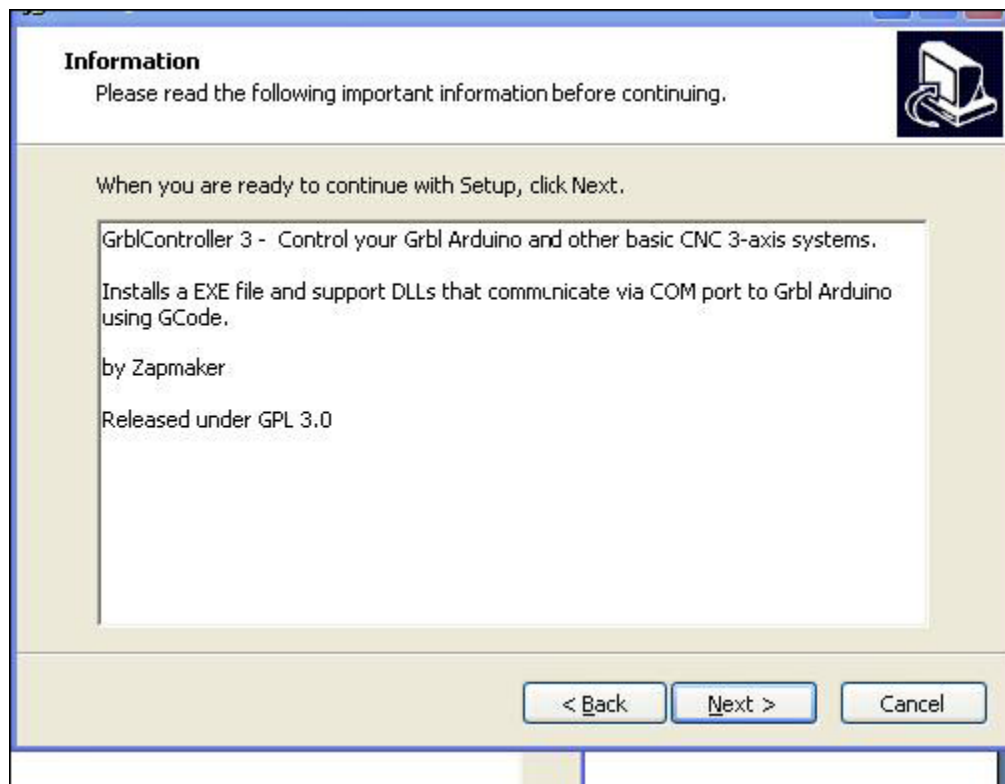 Information
Please read the following important information before continuing.
When you are ready to continue with Setup, click Next.
GrblController 3 -  Control your Grbl Arduino and other basic CNC 3-axis systems.
Installs a EXE file and support DLLs that communicate via COM port to Grbl Arduino
using GCode.
by Zapmaker
Released under GPL 3.0
< Back
Next >
Cancel